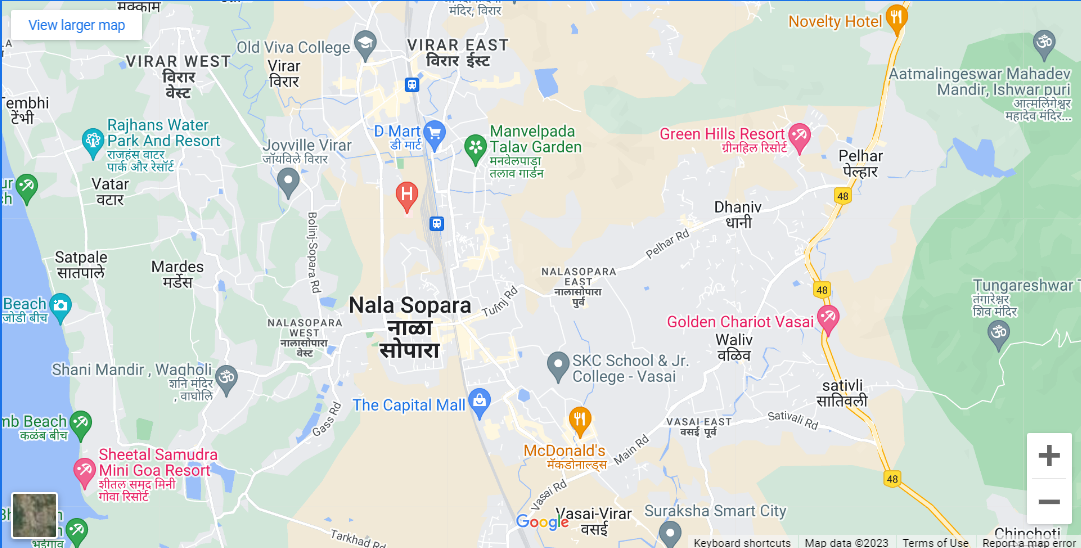 View larger map
मक्काम
मंदिर, विरार
Novelty Hotel
Old Viva College
VIRAR EAST
विरार ईस्ट
VIRAR WEST
विरार
वेस्ट
Virar
विरार
Aatmalingeswar Mahadev
Mandir, Ishwar puri
आत्मलिंगेश्वर
महादेव मंदिर...
Tembhi
टेंभी
Rajhans Water
Park And Resort
राजहंस वाटर
पार्क और रेसॉर्ट
D Mart
डी मार्ट
Manvelpada
Talav Garden
मनवेलपाड़ा
तलाव गार्डन
Green Hills Resort
ग्रीनहिल रिसोर्ट
Jovville Virar
जॉयविले विरार
Pelhar
पेल्हार
Vatar
वटार
H
48
Dhaniv
धानी
Bolinj-Sopara Rd
Pelhar Rd
Satpale
सातपाले
Mardes
मर्डेस
NALASOPARA
EAST
नालासोपारा
पुर्व
Tungareshwar T
तुंगारेश्वर
शिव मंदिर
48
Tulinj Rd
Beach
जोडी बीच
Nala Sopara
नाळा
सोपारा
NALASOPARA
WEST
नालासोपारा
वेस्ट
Golden Chariot Vasai
Waliv
वळिव
SKC School & Jr.
College - Vasai
Shani Mandir , Wagholi
शनि मंदिर
, वाघोलि
sativli
सातिवली
The Capital Mall
Gass Rd
Sativali Rd
mb Beach
कळंब बीच
VASAI EAST
वसई पूर्व
McDonald's
मॅकडोनाल्ड्स
Main Rd
Sheetal Samudra
Mini Goa Resort
शीतल समुद्र मिनी
गोवा रिसोर्ट
48
Vasai Rd
Vasai-Virar
वसई
Suraksha Smart City
Google
Tarkhad Rd
भुईगाव
Chinchoti
Keyboard shortcuts
Map data ©2023
Terms of Use
Report a map error